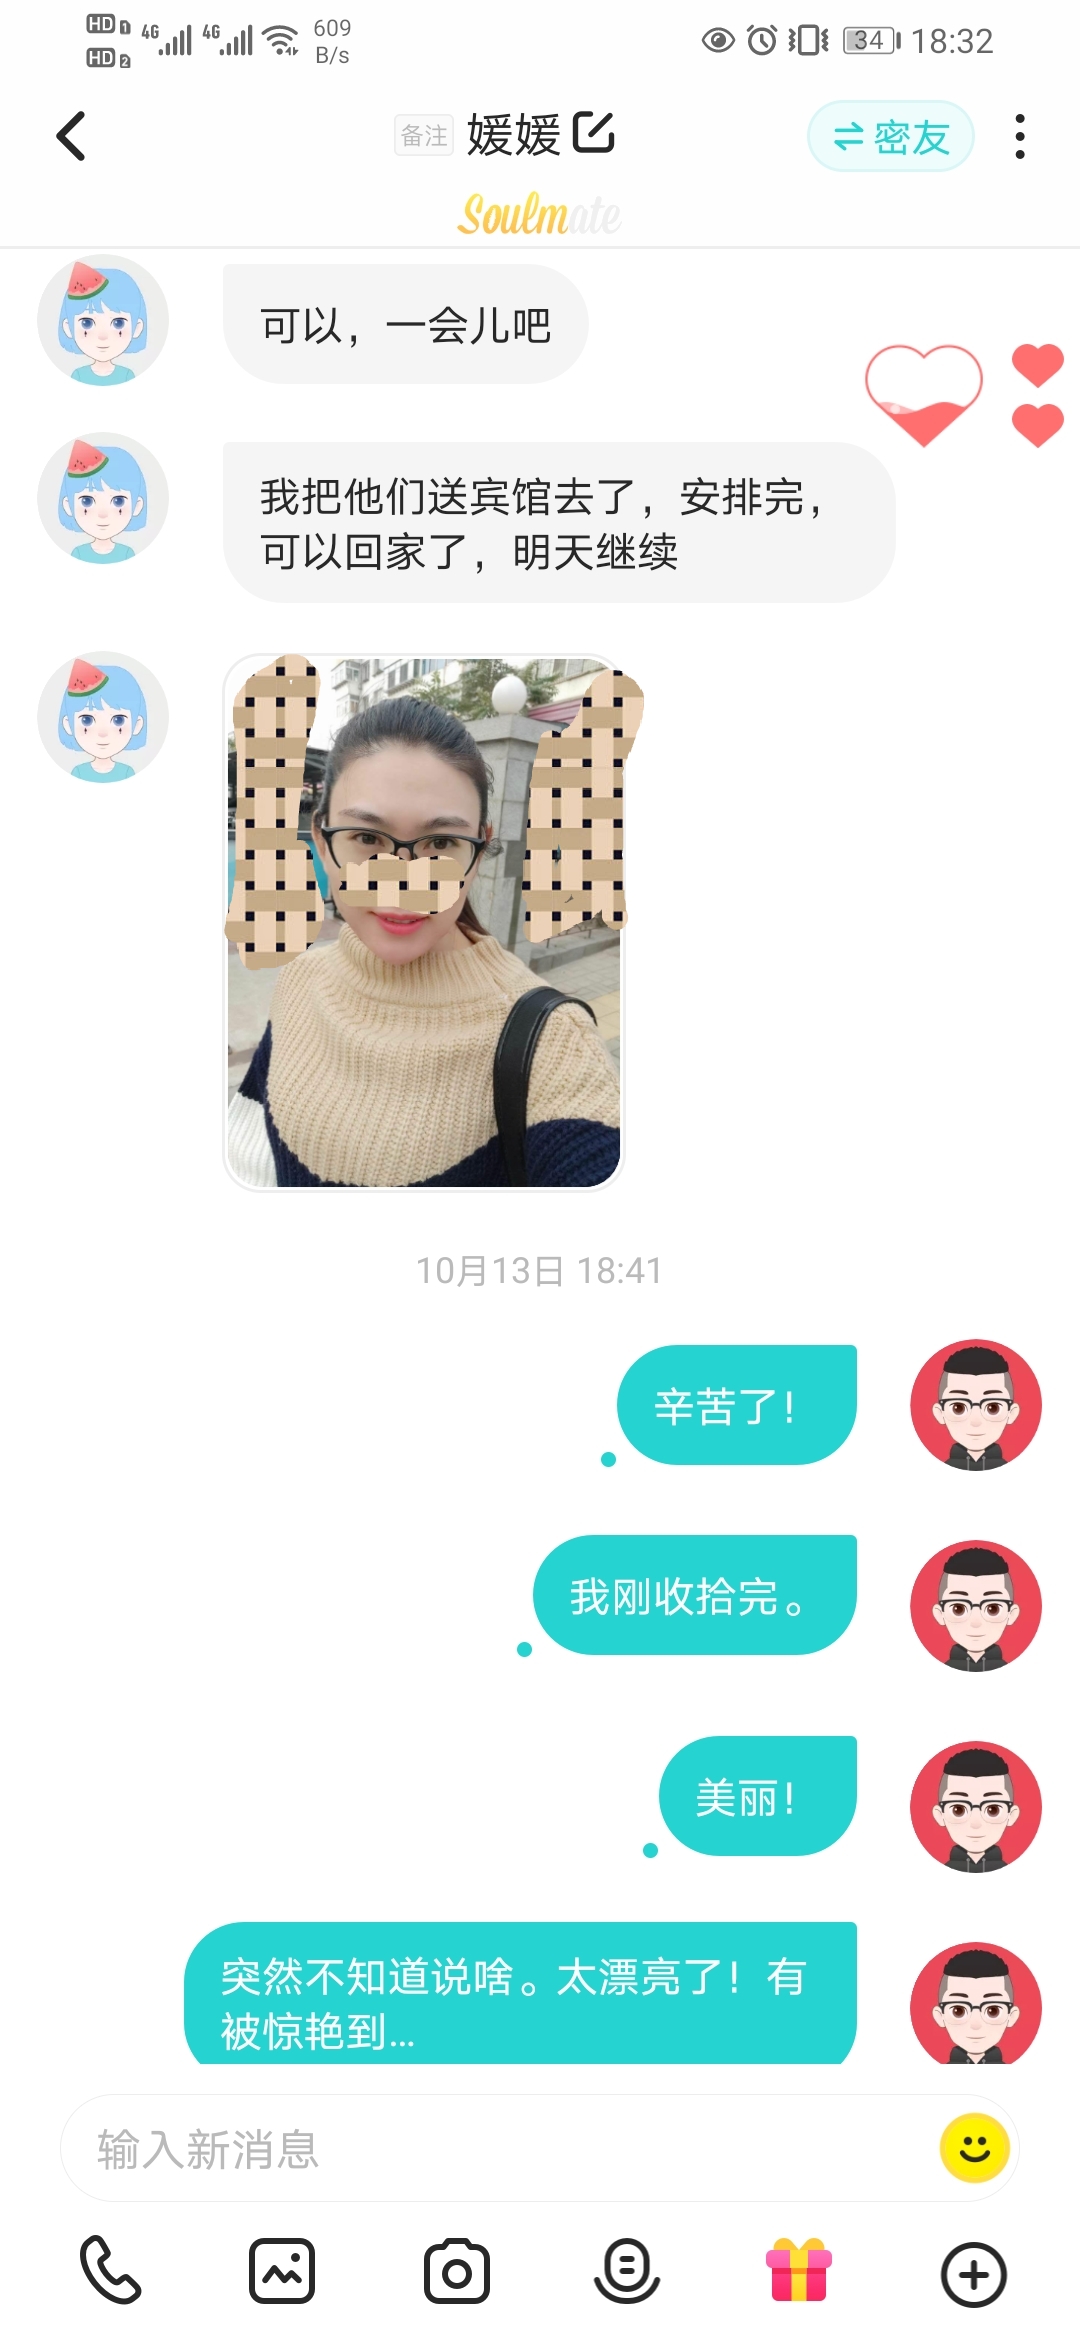 HD 1 4G 4G 609
HD 2 B/s
34 18:32
备注 媛媛
密友
Soulmate
可以，一会儿吧
我把他们送宾馆去了，安排完，
可以回家了，明天继续
10月13日 18:41
辛苦了！
我刚收拾完。
美丽！
突然不知道说啥。太漂亮了！有
被惊艳到...
输入新消息